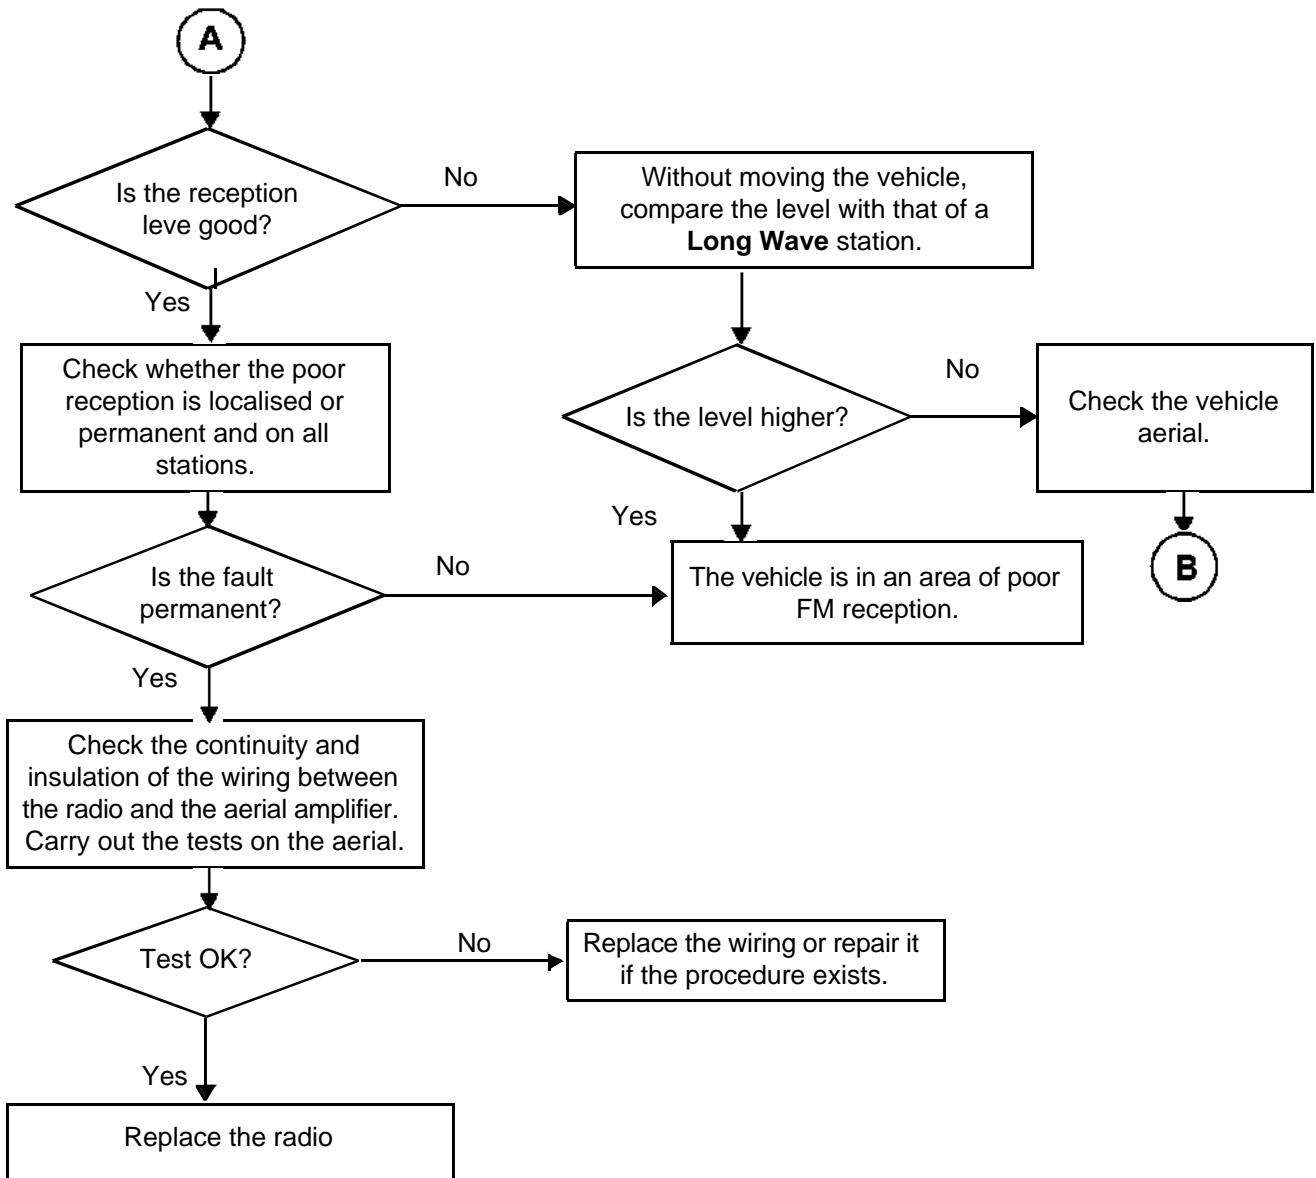 A
Is the reception
leve good?
No
Without moving the vehicle,
compare the level with that of a
Long Wave station.
Yes
Check whether the poor
reception is localised or
permanent and on all
stations.
Is the level higher?
No
Check the vehicle
aerial.
Yes
B
Is the fault
permanent?
No
The vehicle is in an area of poor
FM reception.
Yes
Check the continuity and
insulation of the wiring between
the radio and the aerial amplifier.
Carry out the tests on the aerial.
Test OK?
No
Replace the wiring or repair it
if the procedure exists.
Yes
Replace the radio